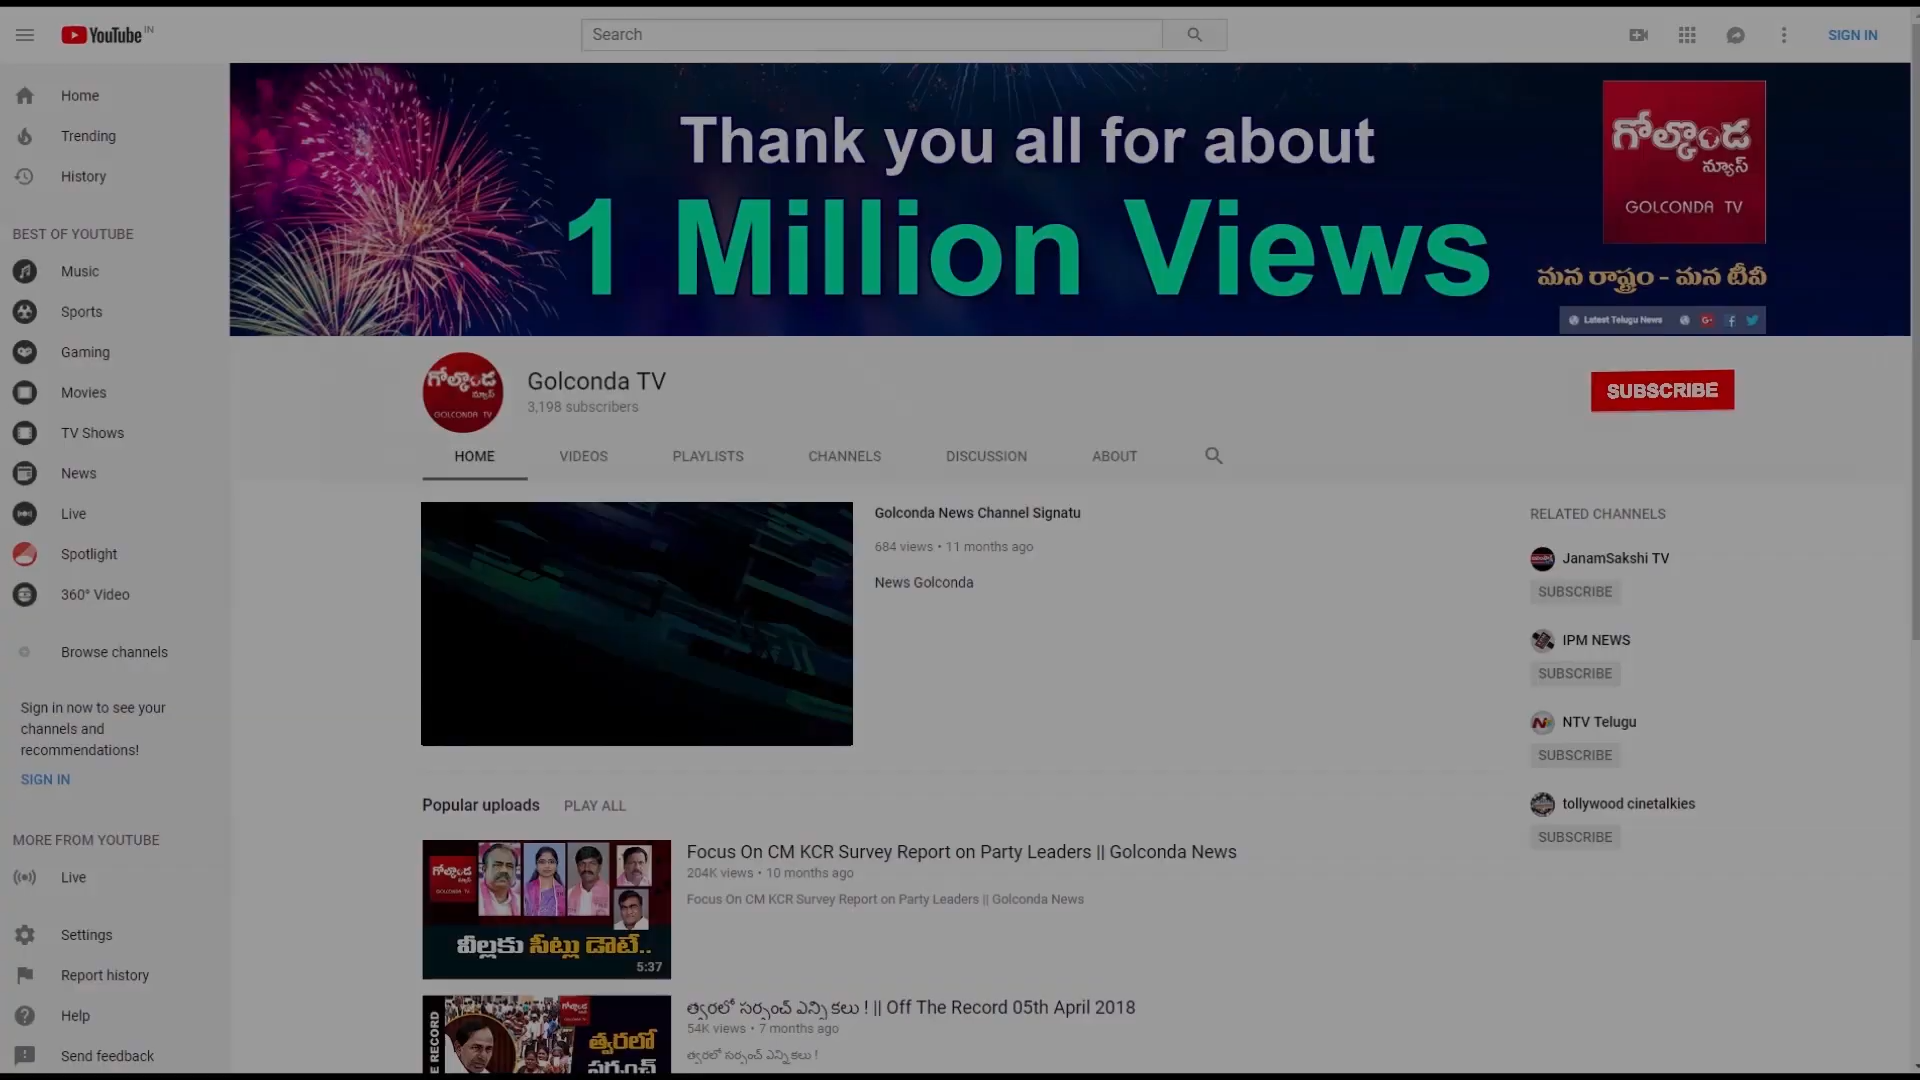 YouTube IN
Search
SIGN IN
Home
Trending
History
BEST OF YOUTUBE
Music
Sports
Gaming
Movies
TV Shows
News
Live
Spotlight
360° Video
Browse channels
Sign in now to see your
channels and
recommendations!
SIGN IN
MORE FROM YOUTUBE
Live
Settings
Report history
Help
Send feedback
Thank you all for about
1 Million Views
గోల్కొండ
న్యూస్
GOLCONDA TV
మన రాష్ట్రం - మన టీవీ
Latest Telugu News
గోల్కొండ
న్యూస్
GOLCONDA TV
Golconda TV
3,198 subscribers
SUBSCRIBE
HOME VIDEOS PLAYLISTS CHANNELS DISCUSSION ABOUT
Golconda News Channel Signatu
684 views • 11 months ago
News Golconda
RELATED CHANNELS
JanamSakshi TV
SUBSCRIBE
IPM NEWS
SUBSCRIBE
NTV Telugu
SUBSCRIBE
tollywood cinetalkies
SUBSCRIBE
Popular uploads PLAY ALL
గోల్కొండ
GOLCONDA TV
వీల్లకు సీట్లు డౌటే..
5:37
Focus On CM KCR Survey Report on Party Leaders || Golconda News
204K views • 10 months ago
Focus On CM KCR Survey Report on Party Leaders || Golconda News
RECORD
త్వరలో
సర్పంచ్
త్వరలో సర్పంచ్ ఎన్నికలు ! || Off The Record 05th April 2018
54K views • 7 months ago
త్వరలో సర్పంచ్ ఎన్నికలు !